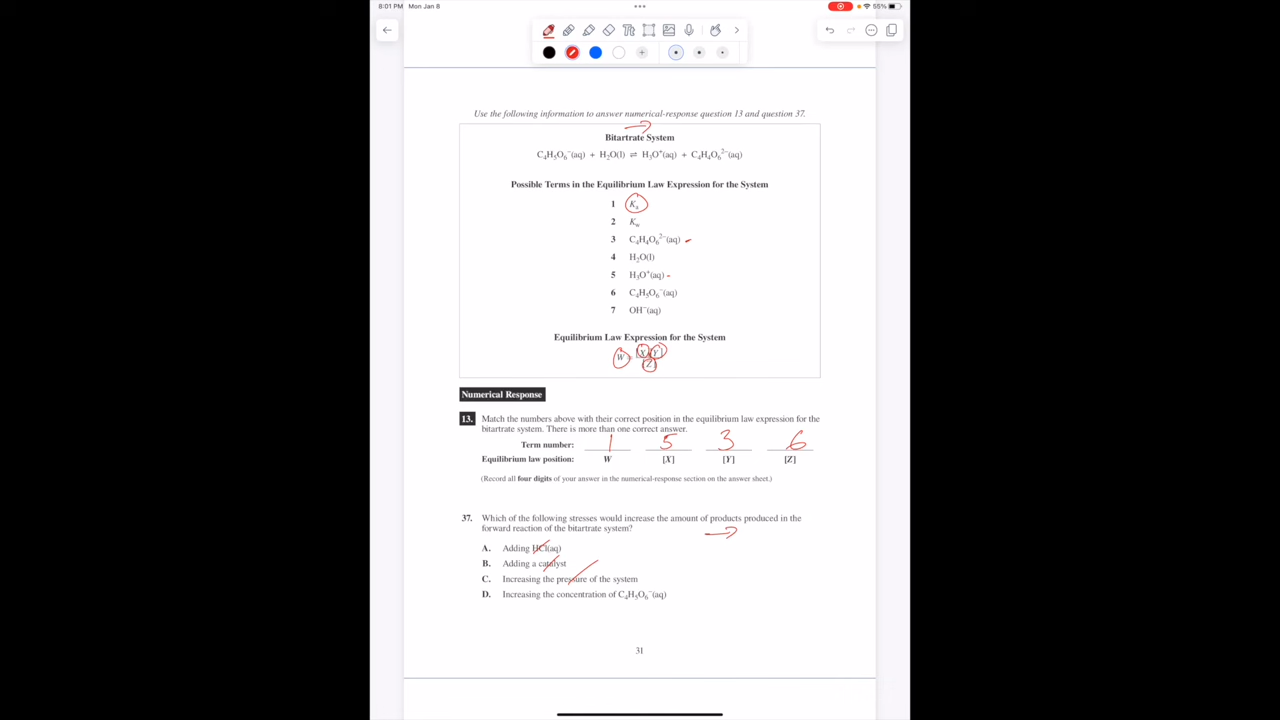 8:01 PM Mon Jan 8
55%
Use the following information to answer numerical-response question 13 and question 37.
Bitartrate System
C₄H₅O₆⁻(aq) + H₂O(l) ⇌ H₃O⁺(aq) + C₄H₄O₆²⁻(aq)
Possible Terms in the Equilibrium Law Expression for the System
1 Kₐ
2 K_w
3 C₄H₄O₆²⁻(aq)
4 H₂O(l)
5 H₃O⁺(aq)
6 C₄H₅O₆⁻(aq)
7 OH⁻(aq)
Equilibrium Law Expression for the System
W = [X][Y]
[Z]
Numerical Response
13. Match the numbers above with their correct position in the equilibrium law expression for the
bitartrate system. There is more than one correct answer.
Term number: 1 5 3 6
Equilibrium law position: W [X] [Y] [Z]
(Record all four digits of your answer in the numerical-response section on the answer sheet.)
37. Which of the following stresses would increase the amount of products produced in the
forward reaction of the bitartrate system?
A. Adding HCl(aq)
B. Adding a catalyst
C. Increasing the pressure of the system
D. Increasing the concentration of C₄H₅O₆⁻(aq)
31